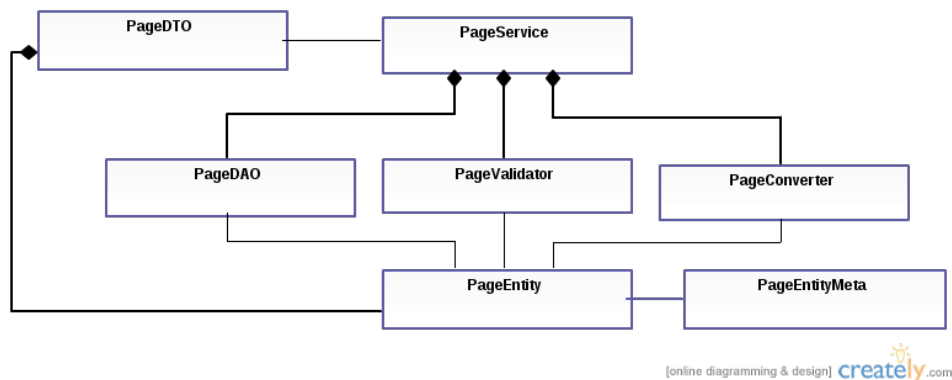 PageDTO
PageService
PageDAO
PageValidator
PageConverter
PageEntity
PageEntityMeta
[online diagramming & design] creately.com